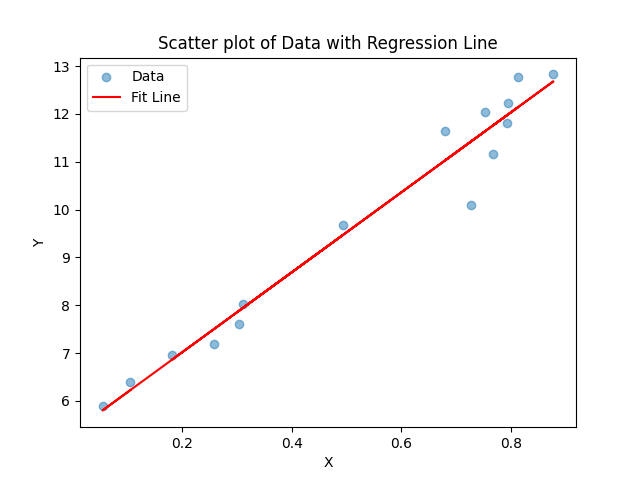 Scatter plot of Data with Regression Line
Data
Fit Line
13
12
11
10
9
8
7
6
Y
0.2
0.4
0.6
0.8
X